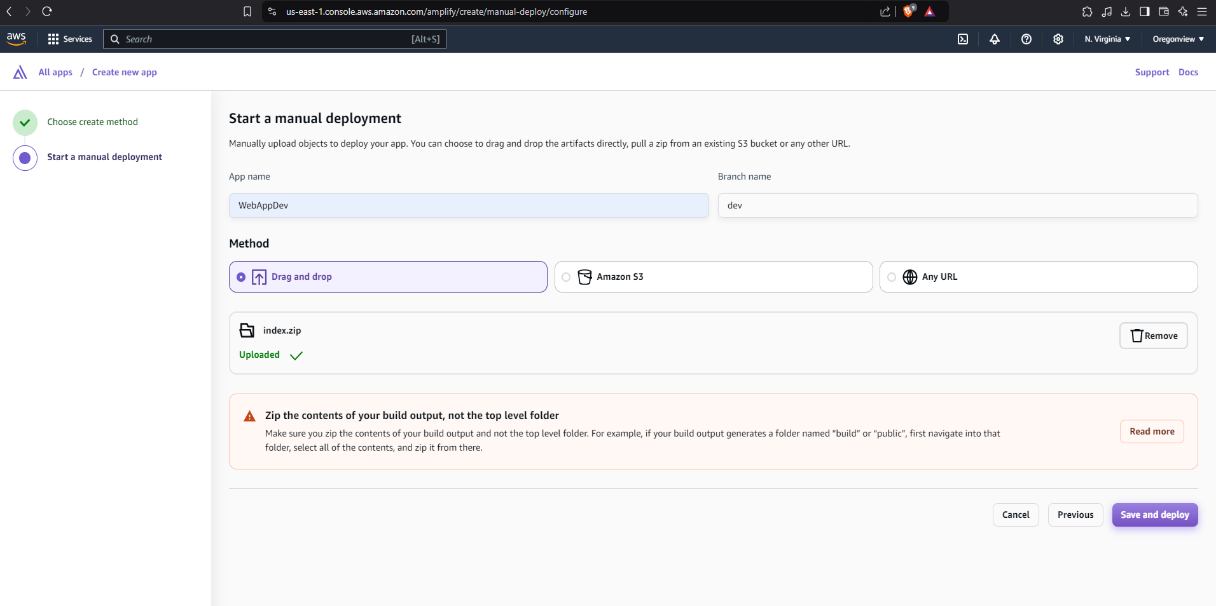 us-east-1.console.aws.amazon.com/amplify/create/manual-deploy/configure
aws
Services
Search
[Alt+S]
N. Virginia
Oregonview
All apps / Create new app
Support
Docs
Choose create method
Start a manual deployment
Start a manual deployment
Manually upload objects to deploy your app. You can choose to drag and drop the artifacts directly, pull a zip from an existing S3 bucket or any other URL.
App name
Branch name
WebAppDev
dev
Method
Drag and drop
Amazon S3
Any URL
index.zip
Uploaded
Remove
Zip the contents of your build output, not the top level folder
Make sure you zip the contents of your build output and not the top level folder. For example, if your build output generates a folder named "build" or "public", first navigate into that
folder, select all of the contents, and zip it from there.
Read more
Cancel
Previous
Save and deploy